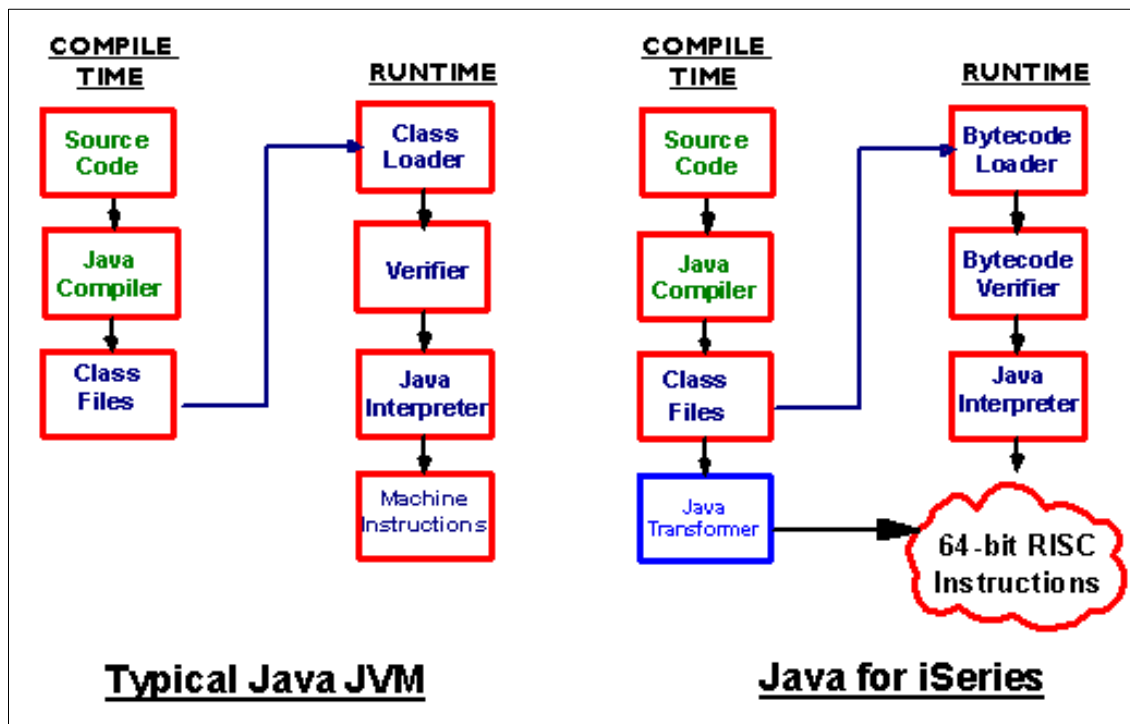 COMPILE
TIME
RUNTIME
Source
Code
Java
Compiler
Class
Files
Class
Loader
Verifier
Java
Interpreter
Machine
Instructions
Typical Java JVM
COMPILE
TIME
RUNTIME
Source
Code
Java
Compiler
Class
Files
Java
Transformer
Bytecode
Loader
Bytecode
Verifier
Java
Interpreter
64-bit RISC
Instructions
Java for iSeries